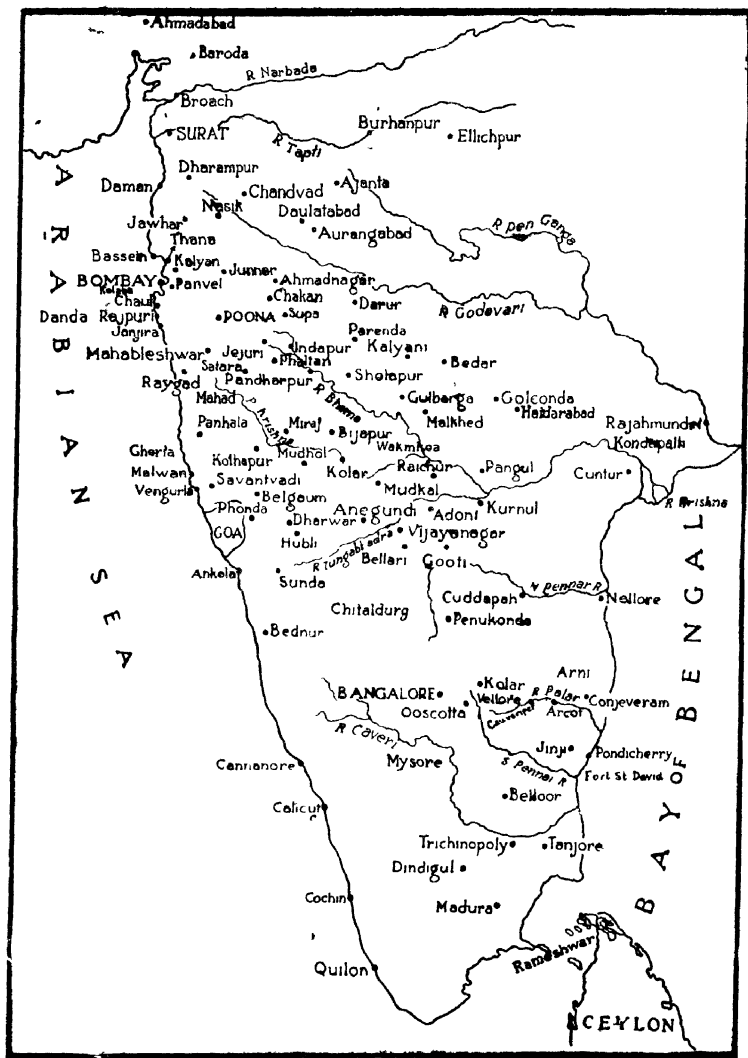 Ahmadabad
Baroda
R Narbada
Broach
SURAT
R Tapti
Burhanpur
Ellichpur
Dharampur
Daman
Chandvad
Ajanta
Nasik
Jawhar
Daulatabad
Aurangabad
R pen Ganga
Thana
Bassein
Kalyan
Junnar
BOMBAY
Panvel
Ahmadnagar
Chakan
Darur
Chaul
R Godavari
Danda Rajpuri
POONA
Supa
Janjira
Parenda
Mahableshwar
Jejuri
Indapur
Kalyani
Phaltan
Bedar
Satara
Raygad
Pandharpur
Sholapur
Mahad
R Bhima
Gulbarga
Golconda
Malkhed
Haidarabad
Panhala
Miraj
Bijapur
Rajahmundri
Kondapalli
Kolhapur
Mudhol
Kolar
Raichur
Pangul
Cuntur
Malwan
Savantvadi
Vengurla
Belgaum
Mudkal
R Krishna
Phonda
Anegundi
Adoni
Kurnul
GOA
Dharwar
Hubli
Vijayanagar
R Tungabhadra
Bellari
Gooti
Ankola
Sunda
N Pennar R
Cuddapah
Nellore
Chitaldurg
Penukonda
Bednur
Arni
Kolar
BANGALORE
Vellore
R Palar
Conjeveram
Ooscotta
Arcot
R Caveri
Mysore
Jinji
Pondicherry
S Pennai R
Fort St David
Cannanore
Belloor
Calicut
Trichinopoly
Tanjore
Dindigul
Cochin
Madura
Rameshwar
Quilon
CEYLON
ARABIAN SEA
BAY OF BENGAL